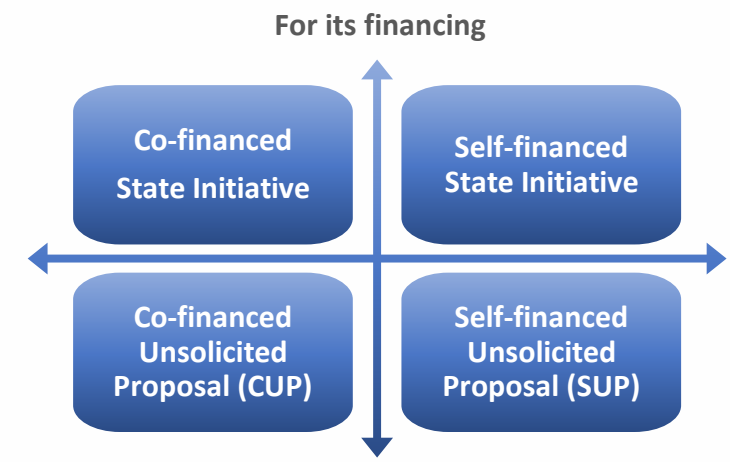 For its financing
Co-financed
State Initiative
Self-financed
State Initiative
Co-financed
Unsolicited
Proposal (CUP)
Self-financed
Unsolicited
Proposal (SUP)